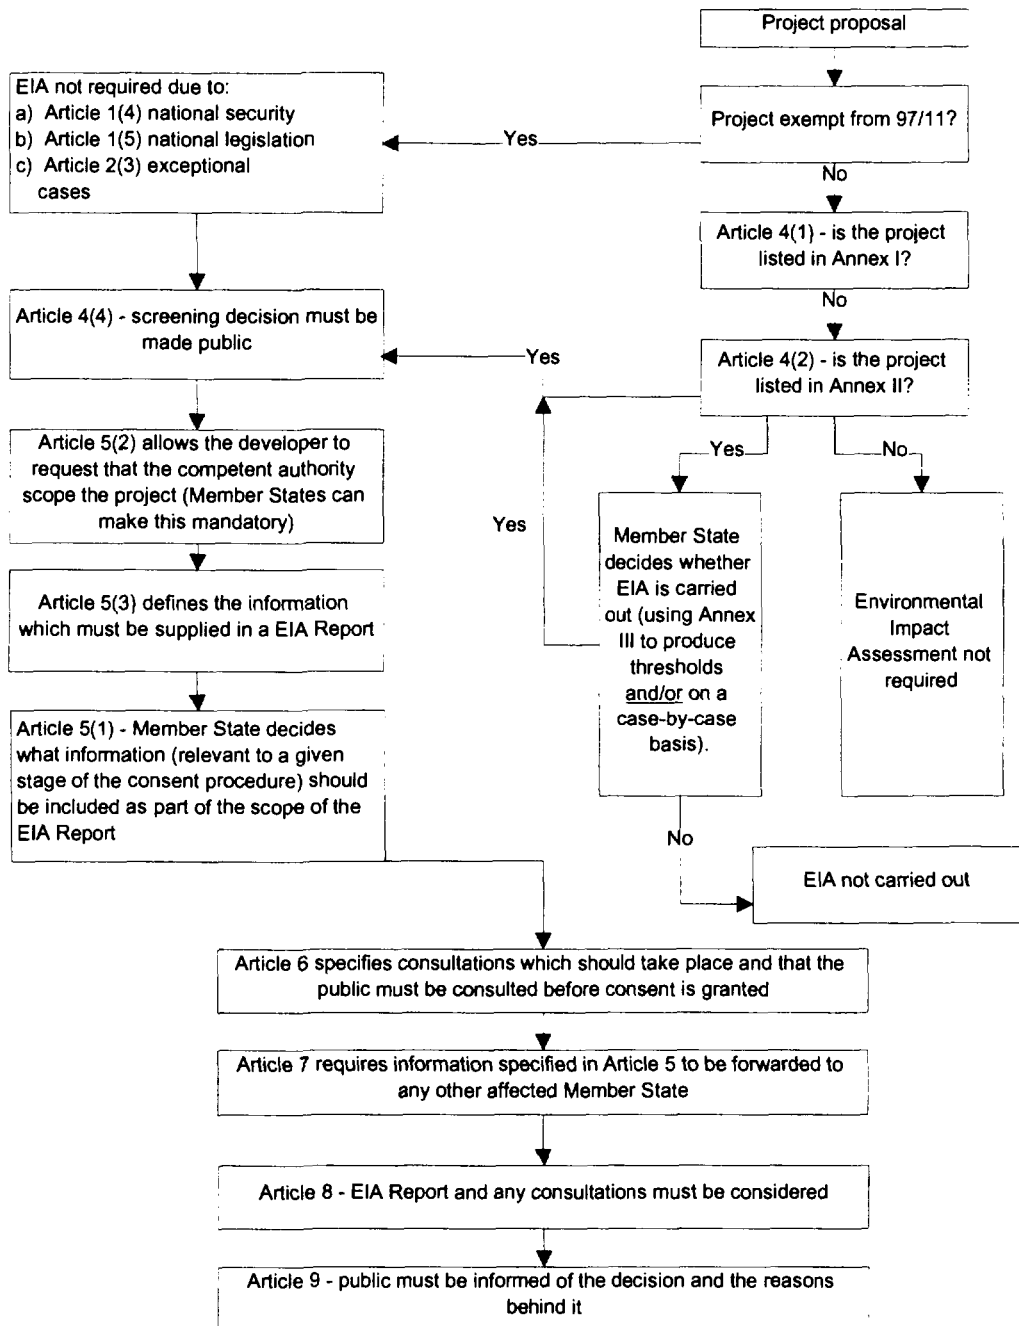 Project proposal
EIA not required due to:
a) Article 1(4) national security
b) Article 1(5) national legislation
c) Article 2(3) exceptional
cases
Yes
Project exempt from 97/11?
No
Article 4(1) - is the project
listed in Annex I?
No
Article 4(4) - screening decision must be
made public
Yes
Article 4(2) - is the project
listed in Annex II?
Yes
No
Article 5(2) allows the developer to
request that the competent authority
scope the project (Member States can
make this mandatory)
Yes
Member State
decides whether
EIA is carried
out (using Annex
III to produce
thresholds
and/or on a
case-by-case
basis).
Environmental
Impact
Assessment not
required
Article 5(3) defines the information
which must be supplied in a EIA Report
Article 5(1) - Member State decides
what information (relevant to a given
stage of the consent procedure) should
be included as part of the scope of the
EIA Report
No
EIA not carried out
Article 6 specifies consultations which should take place and that the
public must be consulted before consent is granted
Article 7 requires information specified in Article 5 to be forwarded to
any other affected Member State
Article 8 - EIA Report and any consultations must be considered
Article 9 - public must be informed of the decision and the reasons
behind it